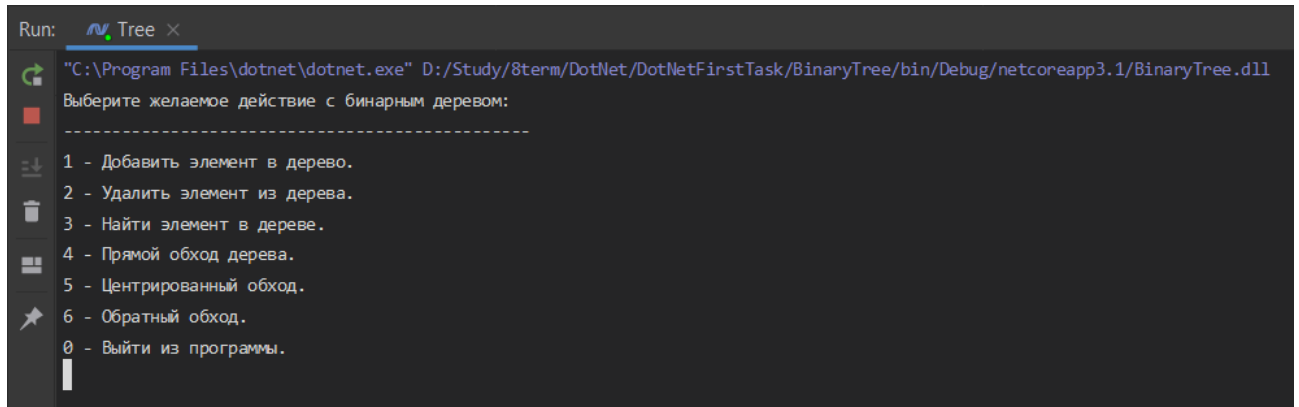 Run: Tree
"C:\Program Files\dotnet\dotnet.exe" D:/Study/8term/DotNet/DotNetFirstTask/BinaryTree/bin/Debug/netcoreapp3.1/BinaryTree.dll
Выберите желаемое действие с бинарным деревом:
------------------------------------------------
1 - Добавить элемент в дерево.
2 - Удалить элемент из дерева.
3 - Найти элемент в дереве.
4 - Прямой обход дерева.
5 - Центрированный обход.
6 - Обратный обход.
0 - Выйти из программы.